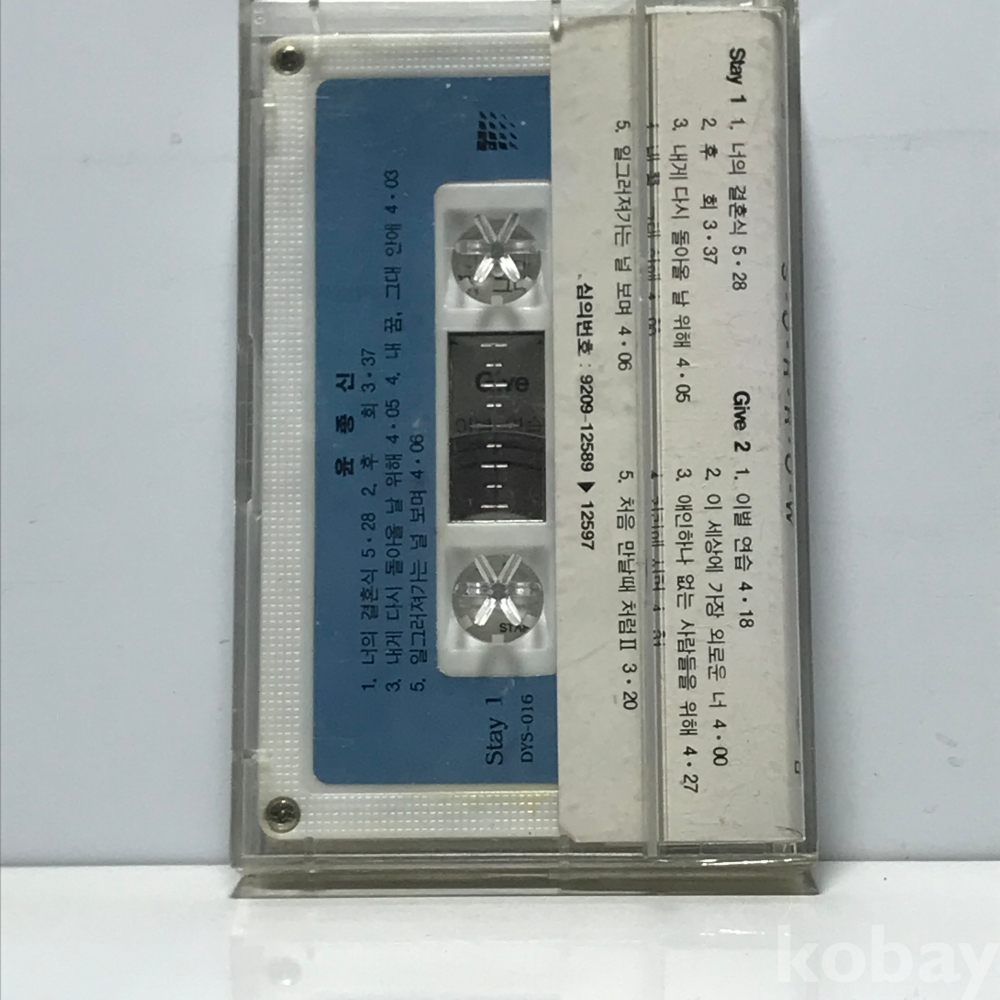 윤 종 신
1. 너의 결혼식 5·28 2. 후 회 3·37
3. 내게 다시 돌아올 날 위해 4·05 4. 내 꿈, 그대 안에 4·03
5. 일그러져가는 널 보며 4·06
Stay 1
DYS-016
Give
Stay 1
1. 너의 결혼식 5·28
2. 후 회 3·37
3. 내게 다시 돌아올 날 위해 4·05
5. 일그러져가는 널 보며 4·06
Give 2
1. 이별 연습 4·18
2. 이 세상에 가장 외로운 너 4·00
3. 애인하나 없는 사람들을 위해 4·27
5. 처음 만날때 처럼Ⅱ 3·20
심의번호 : 9209-12589 ▶ 12597
kobay